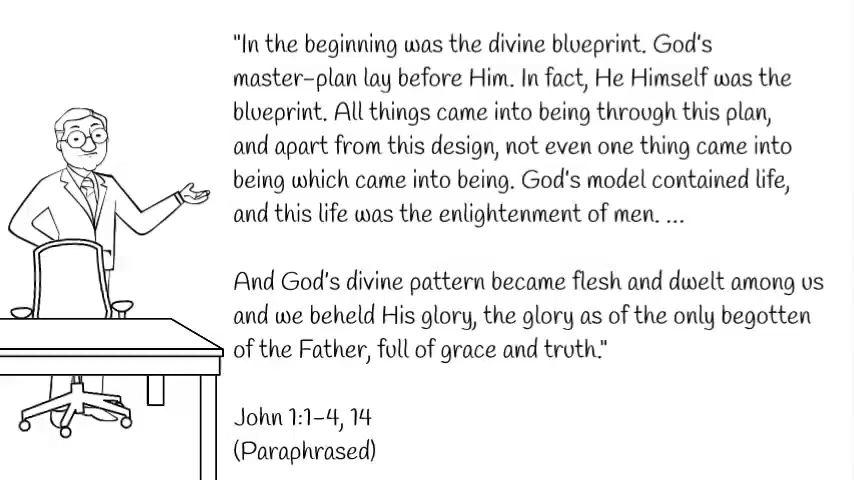 "In the beginning was the divine blueprint. God's
master-plan lay before Him. In fact, He Himself was the
blueprint. All things came into being through this plan,
and apart from this design, not even one thing came into
being which came into being. God's model contained life,
and this life was the enlightenment of men. ...
And God's divine pattern became flesh and dwelt among us
and we beheld His glory, the glory as of the only begotten
of the Father, full of grace and truth."
John 1:1-4, 14
(Paraphrased)